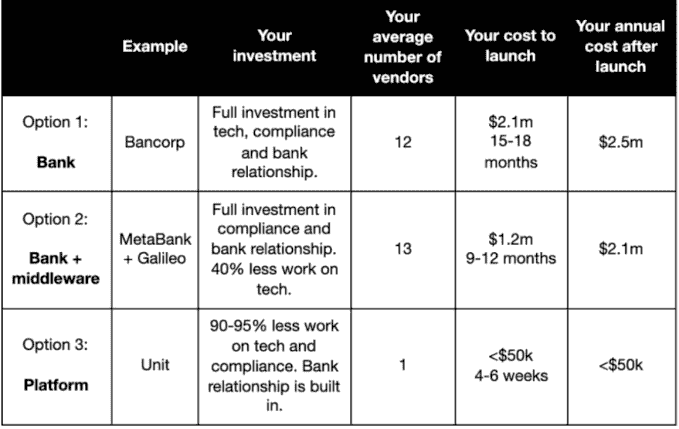 Example
Your
investment
Your
average
number of
vendors
Your cost to
launch
Your annual
cost after
launch
Option 1:
Bank
Bancorp
Full investment in
tech, compliance
and bank
relationship.
12
$2.1m
15-18
months
$2.5m
Option 2:
Bank +
middleware
MetaBank
+ Galileo
Full investment in
compliance and
bank relationship.
40% less work on
tech.
13
$1.2m
9-12 months
$2.1m
Option 3:
Platform
Unit
90-95% less work
on tech and
compliance. Bank
relationship is built
in.
1
<$50k
4-6 weeks
<$50k